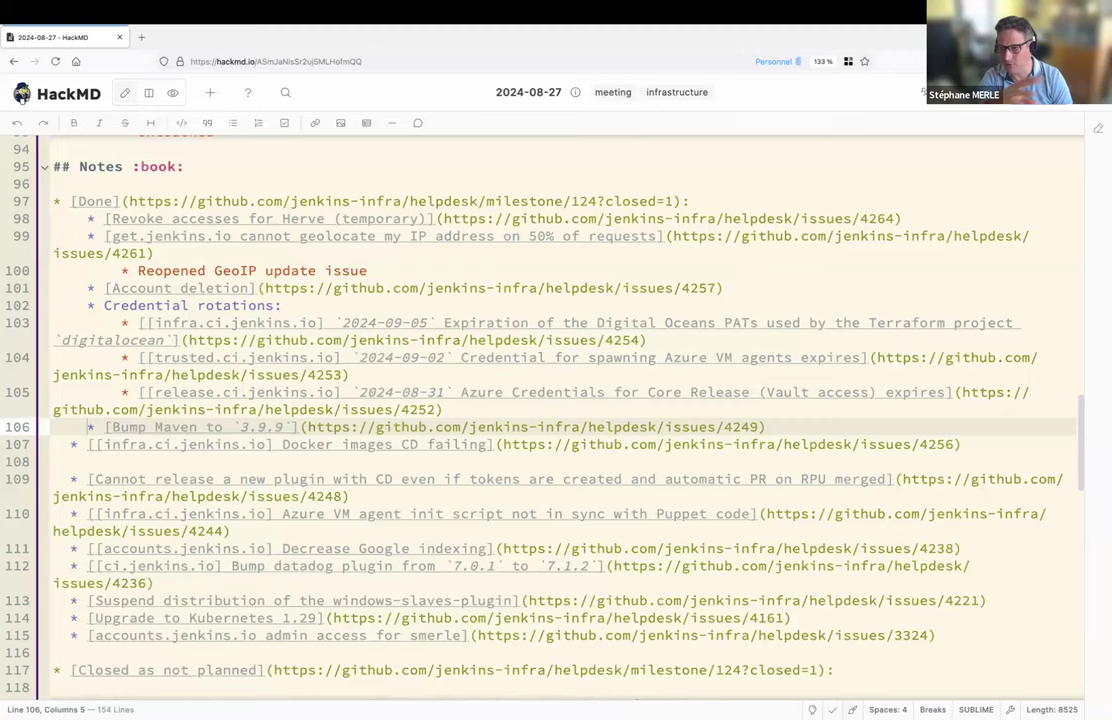 2024-08-27 - HackMD
https://hackmd.io/ASmJaNisSr2uj5MLHofmQQ
Personnel
133 %
Stéphane MERLE
HackMD
2024-08-27
meeting
infrastructure
94
95 ## Notes :book:
96
97 * [Done](https://github.com/jenkins-infra/helpdesk/milestone/124?closed=1):
98 * [Revoke accesses for Herve (temporary)](https://github.com/jenkins-infra/helpdesk/issues/4264)
99 * [get.jenkins.io cannot geolocate my IP address on 50% of requests](https://github.com/jenkins-infra/helpdesk/
issues/4261)
100 * Reopened GeoIP update issue
101 * [Account deletion](https://github.com/jenkins-infra/helpdesk/issues/4257)
102 * Credential rotations:
103 * [[infra.ci.jenkins.io] `2024-09-05` Expiration of the Digital Oceans PATs used by the Terraform project
`digitalocean`](https://github.com/jenkins-infra/helpdesk/issues/4254)
104 * [[trusted.ci.jenkins.io] `2024-09-02` Credential for spawning Azure VM agents expires](https://github.com/
jenkins-infra/helpdesk/issues/4253)
105 * [[release.ci.jenkins.io] `2024-08-31` Azure Credentials for Core Release (Vault access) expires](https://
github.com/jenkins-infra/helpdesk/issues/4252)
106 * [Bump Maven to `3.9.9`](https://github.com/jenkins-infra/helpdesk/issues/4249)
107 * [[infra.ci.jenkins.io] Docker images CD failing](https://github.com/jenkins-infra/helpdesk/issues/4256)
108
109 * [Cannot release a new plugin with CD even if tokens are created and automatic PR on RPU merged](https://github.com/
jenkins-infra/helpdesk/issues/4248)
110 * [[infra.ci.jenkins.io] Azure VM agent init script not in sync with Puppet code](https://github.com/jenkins-infra/
helpdesk/issues/4244)
111 * [[accounts.jenkins.io] Decrease Google indexing](https://github.com/jenkins-infra/helpdesk/issues/4238)
112 * [[ci.jenkins.io] Bump datadog plugin from `7.0.1` to `7.1.2`](https://github.com/jenkins-infra/helpdesk/
issues/4236)
113 * [Suspend distribution of the windows-slaves-plugin](https://github.com/jenkins-infra/helpdesk/issues/4221)
114 * [Upgrade to Kubernetes 1.29](https://github.com/jenkins-infra/helpdesk/issues/4161)
115 * [accounts.jenkins.io admin access for smerle](https://github.com/jenkins-infra/helpdesk/issues/3324)
116
117 * [Closed as not planned](https://github.com/jenkins-infra/helpdesk/milestone/124?closed=1):
118
Line 106, Columns 5 — 154 Lines
Spaces: 4
Breaks
SUBLIME
Length: 8525